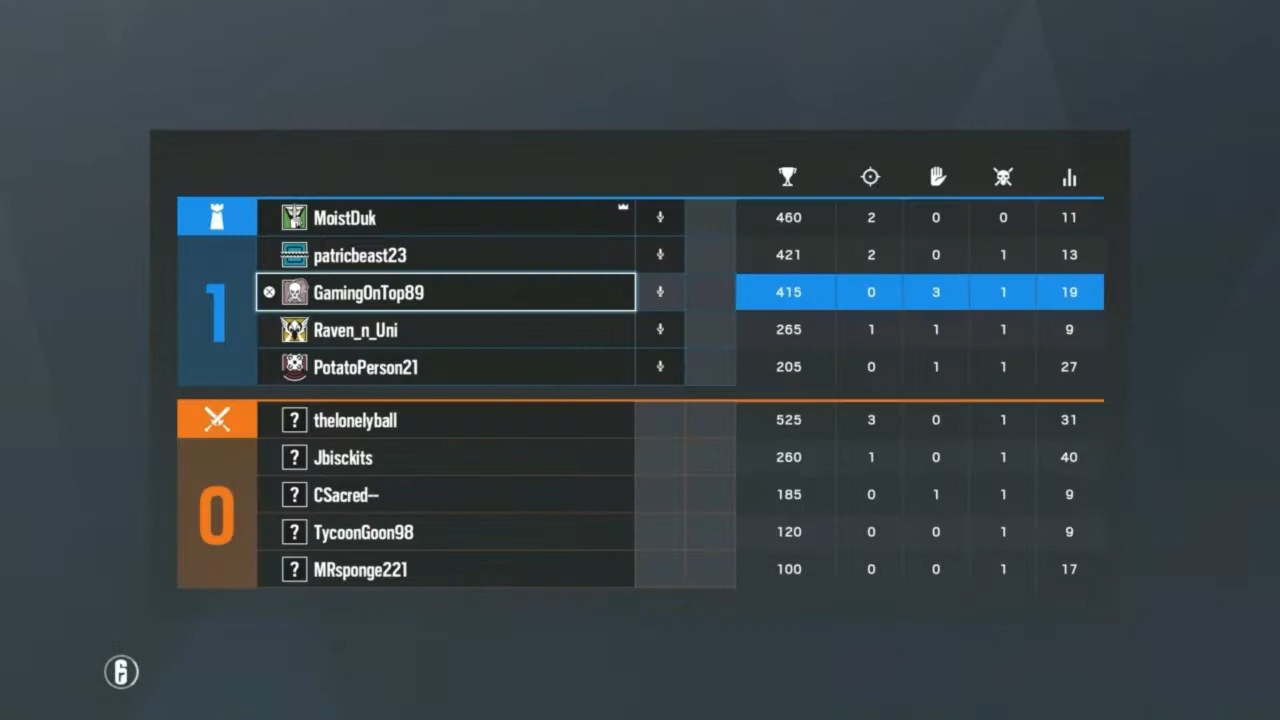 MoistDuk 460 2 0 0 11
patricbeast23 421 2 0 1 13
1
GamingOnTop89 415 0 3 1 19
Raven_n_Uni 265 1 1 1 9
PotatoPerson21 205 0 1 1 27
? thelonelyball 525 3 0 1 31
? Jbisckits 260 1 0 1 40
? CSacred-- 185 0 1 1 9
0
? TycoonGoon98 120 0 0 1 9
? MRsponge221 100 0 0 1 17
6